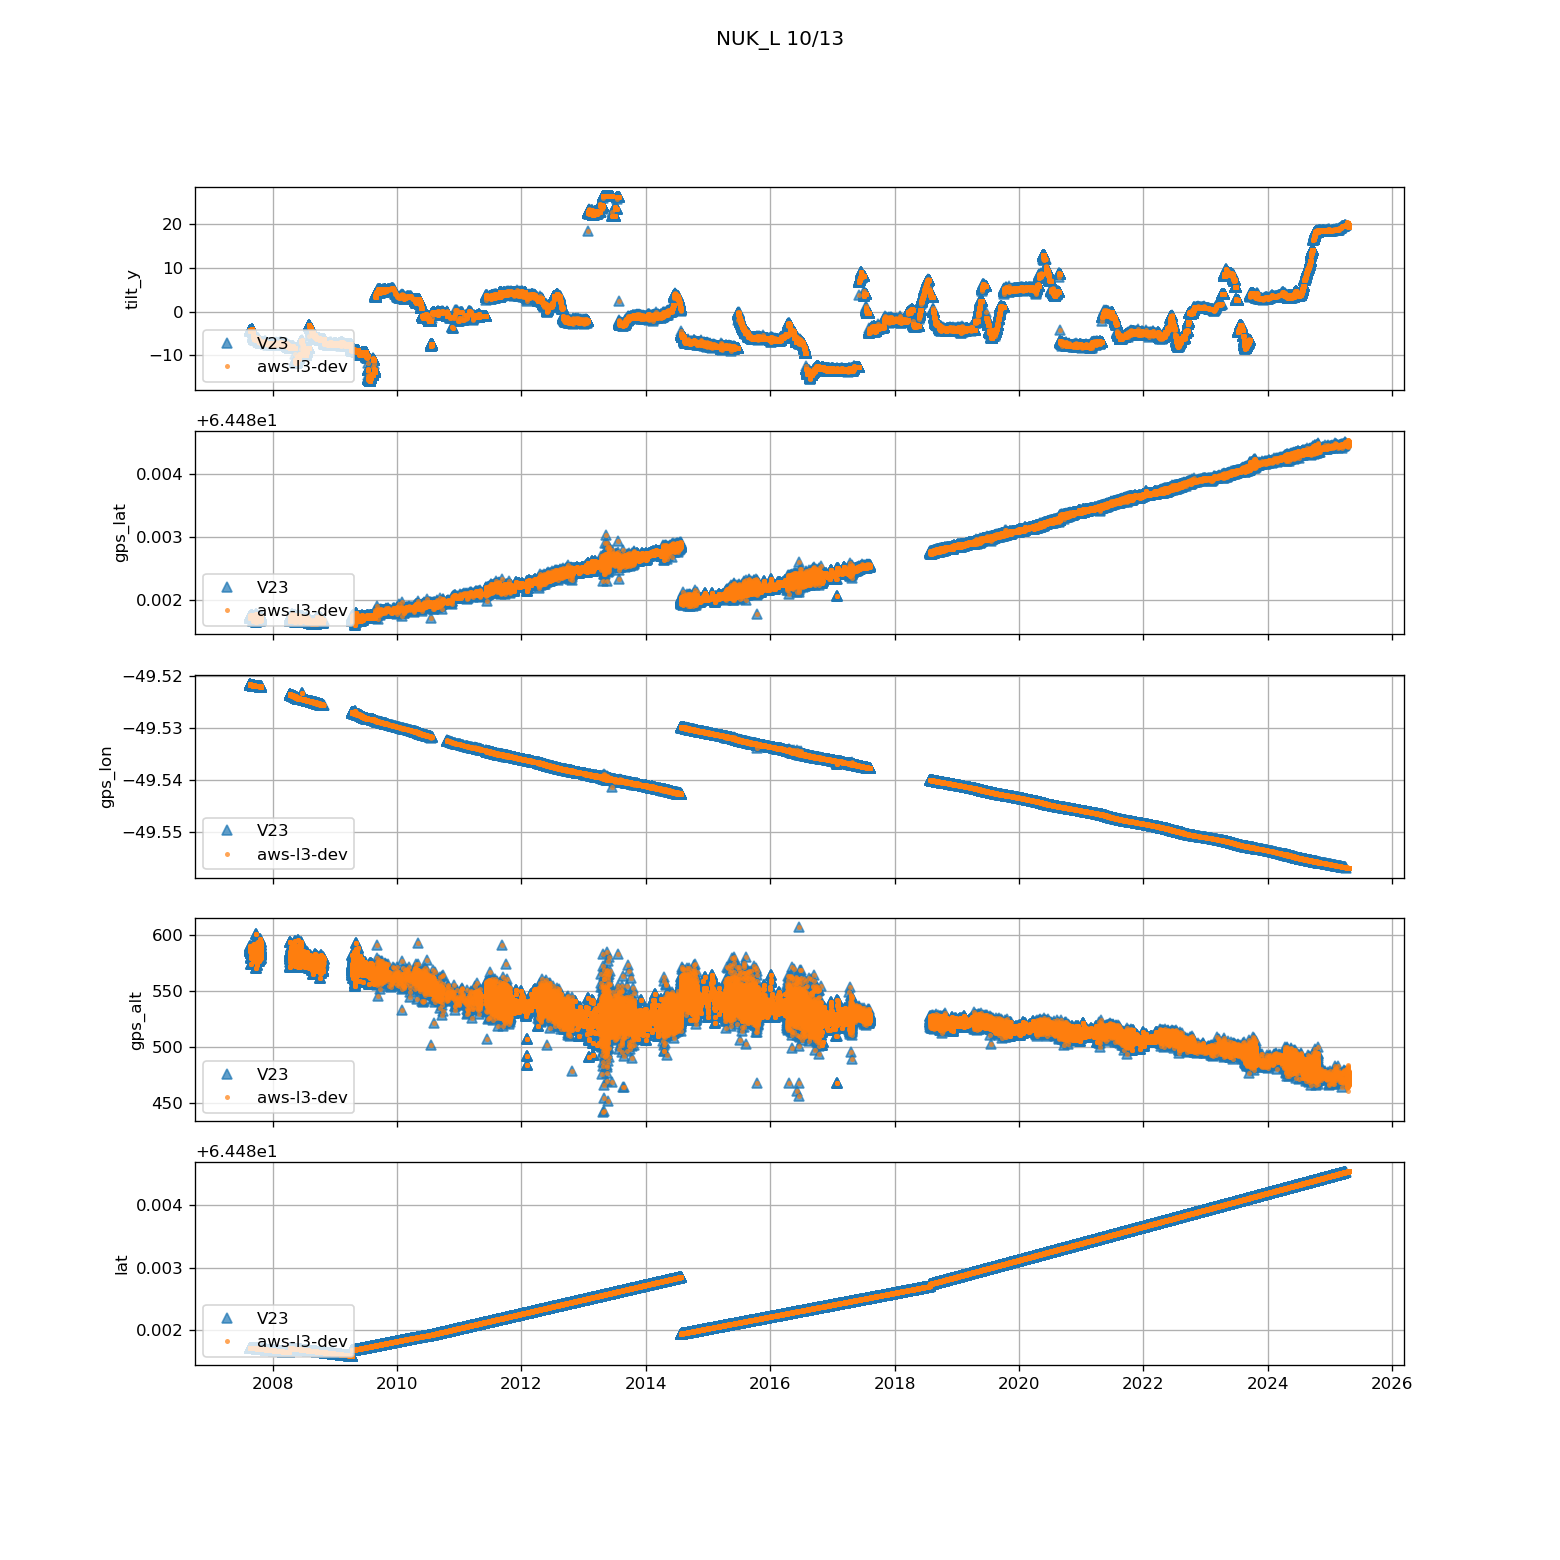 NUK_L 10/13
20
10
0
−10
tilt_y
V23
aws-l3-dev
+6.448e1
0.004
0.003
0.002
gps_lat
V23
aws-l3-dev
−49.52
−49.53
−49.54
−49.55
gps_lon
V23
aws-l3-dev
600
550
500
450
gps_alt
V23
aws-l3-dev
+6.448e1
0.004
0.003
0.002
lat
V23
aws-l3-dev
2008 2010 2012 2014 2016 2018 2020 2022 2024 2026